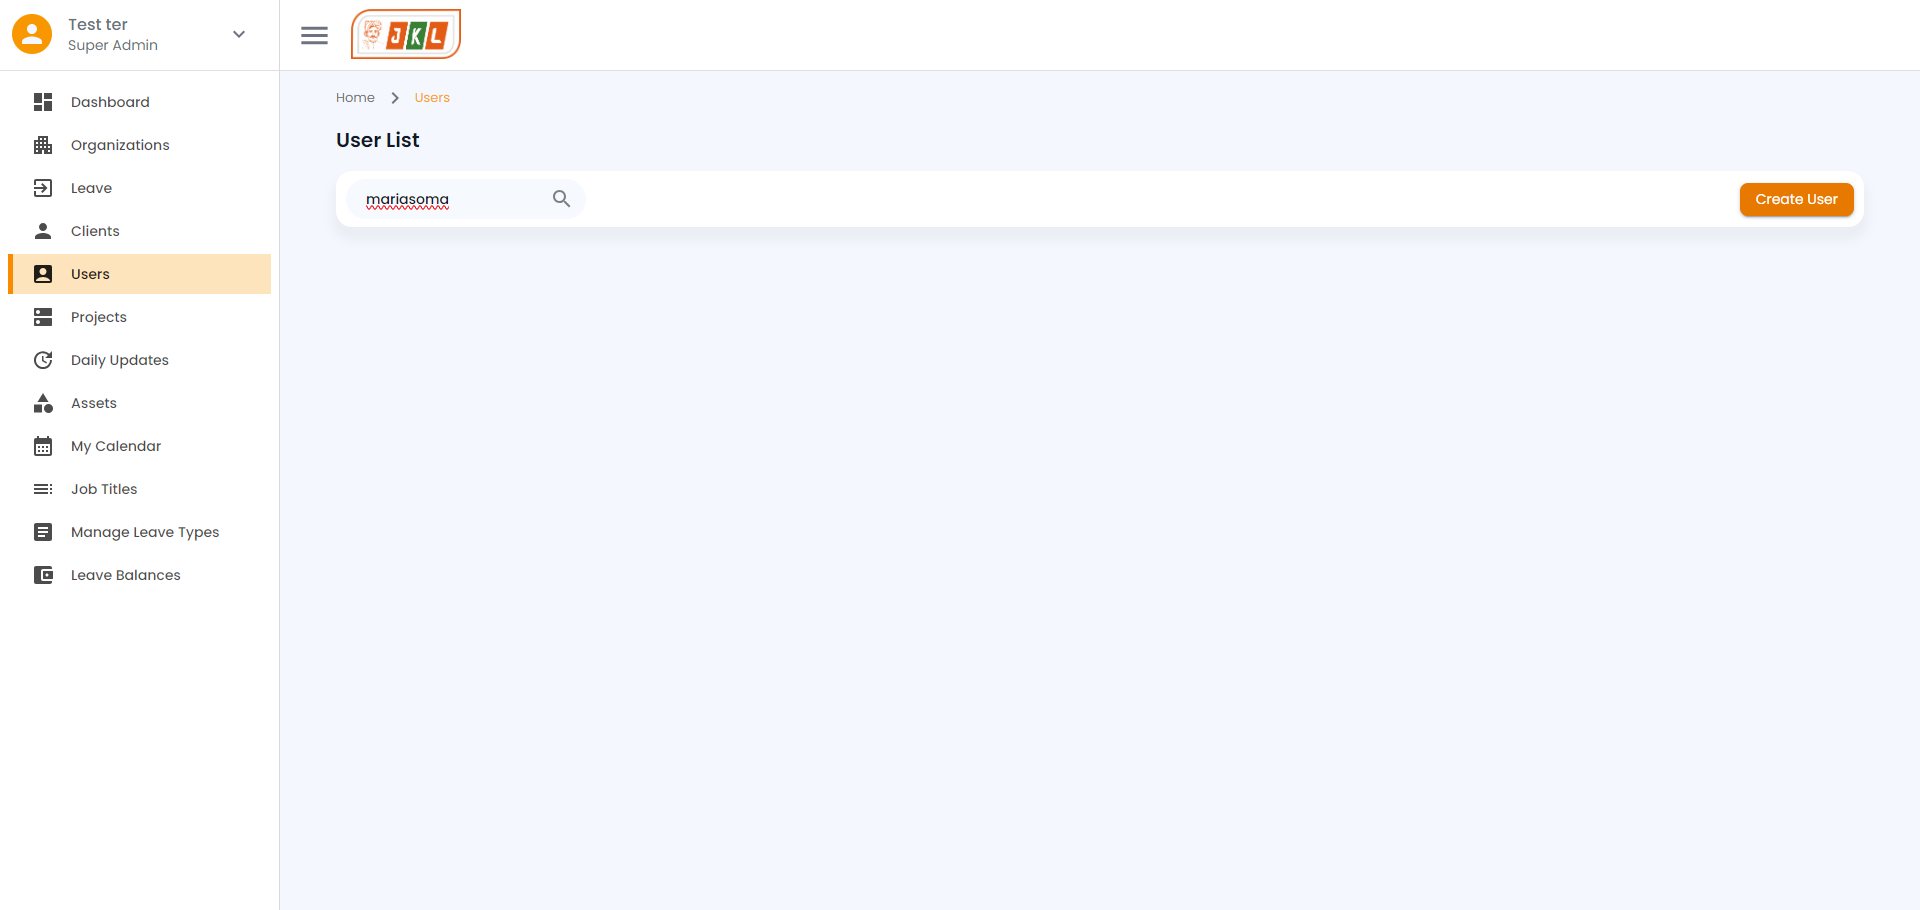 Test ter
Super Admin
JKL
Dashboard
Organizations
Leave
Clients
Users
Projects
Daily Updates
Assets
My Calendar
Job Titles
Manage Leave Types
Leave Balances
Home Users
User List
mariasoma
Create User